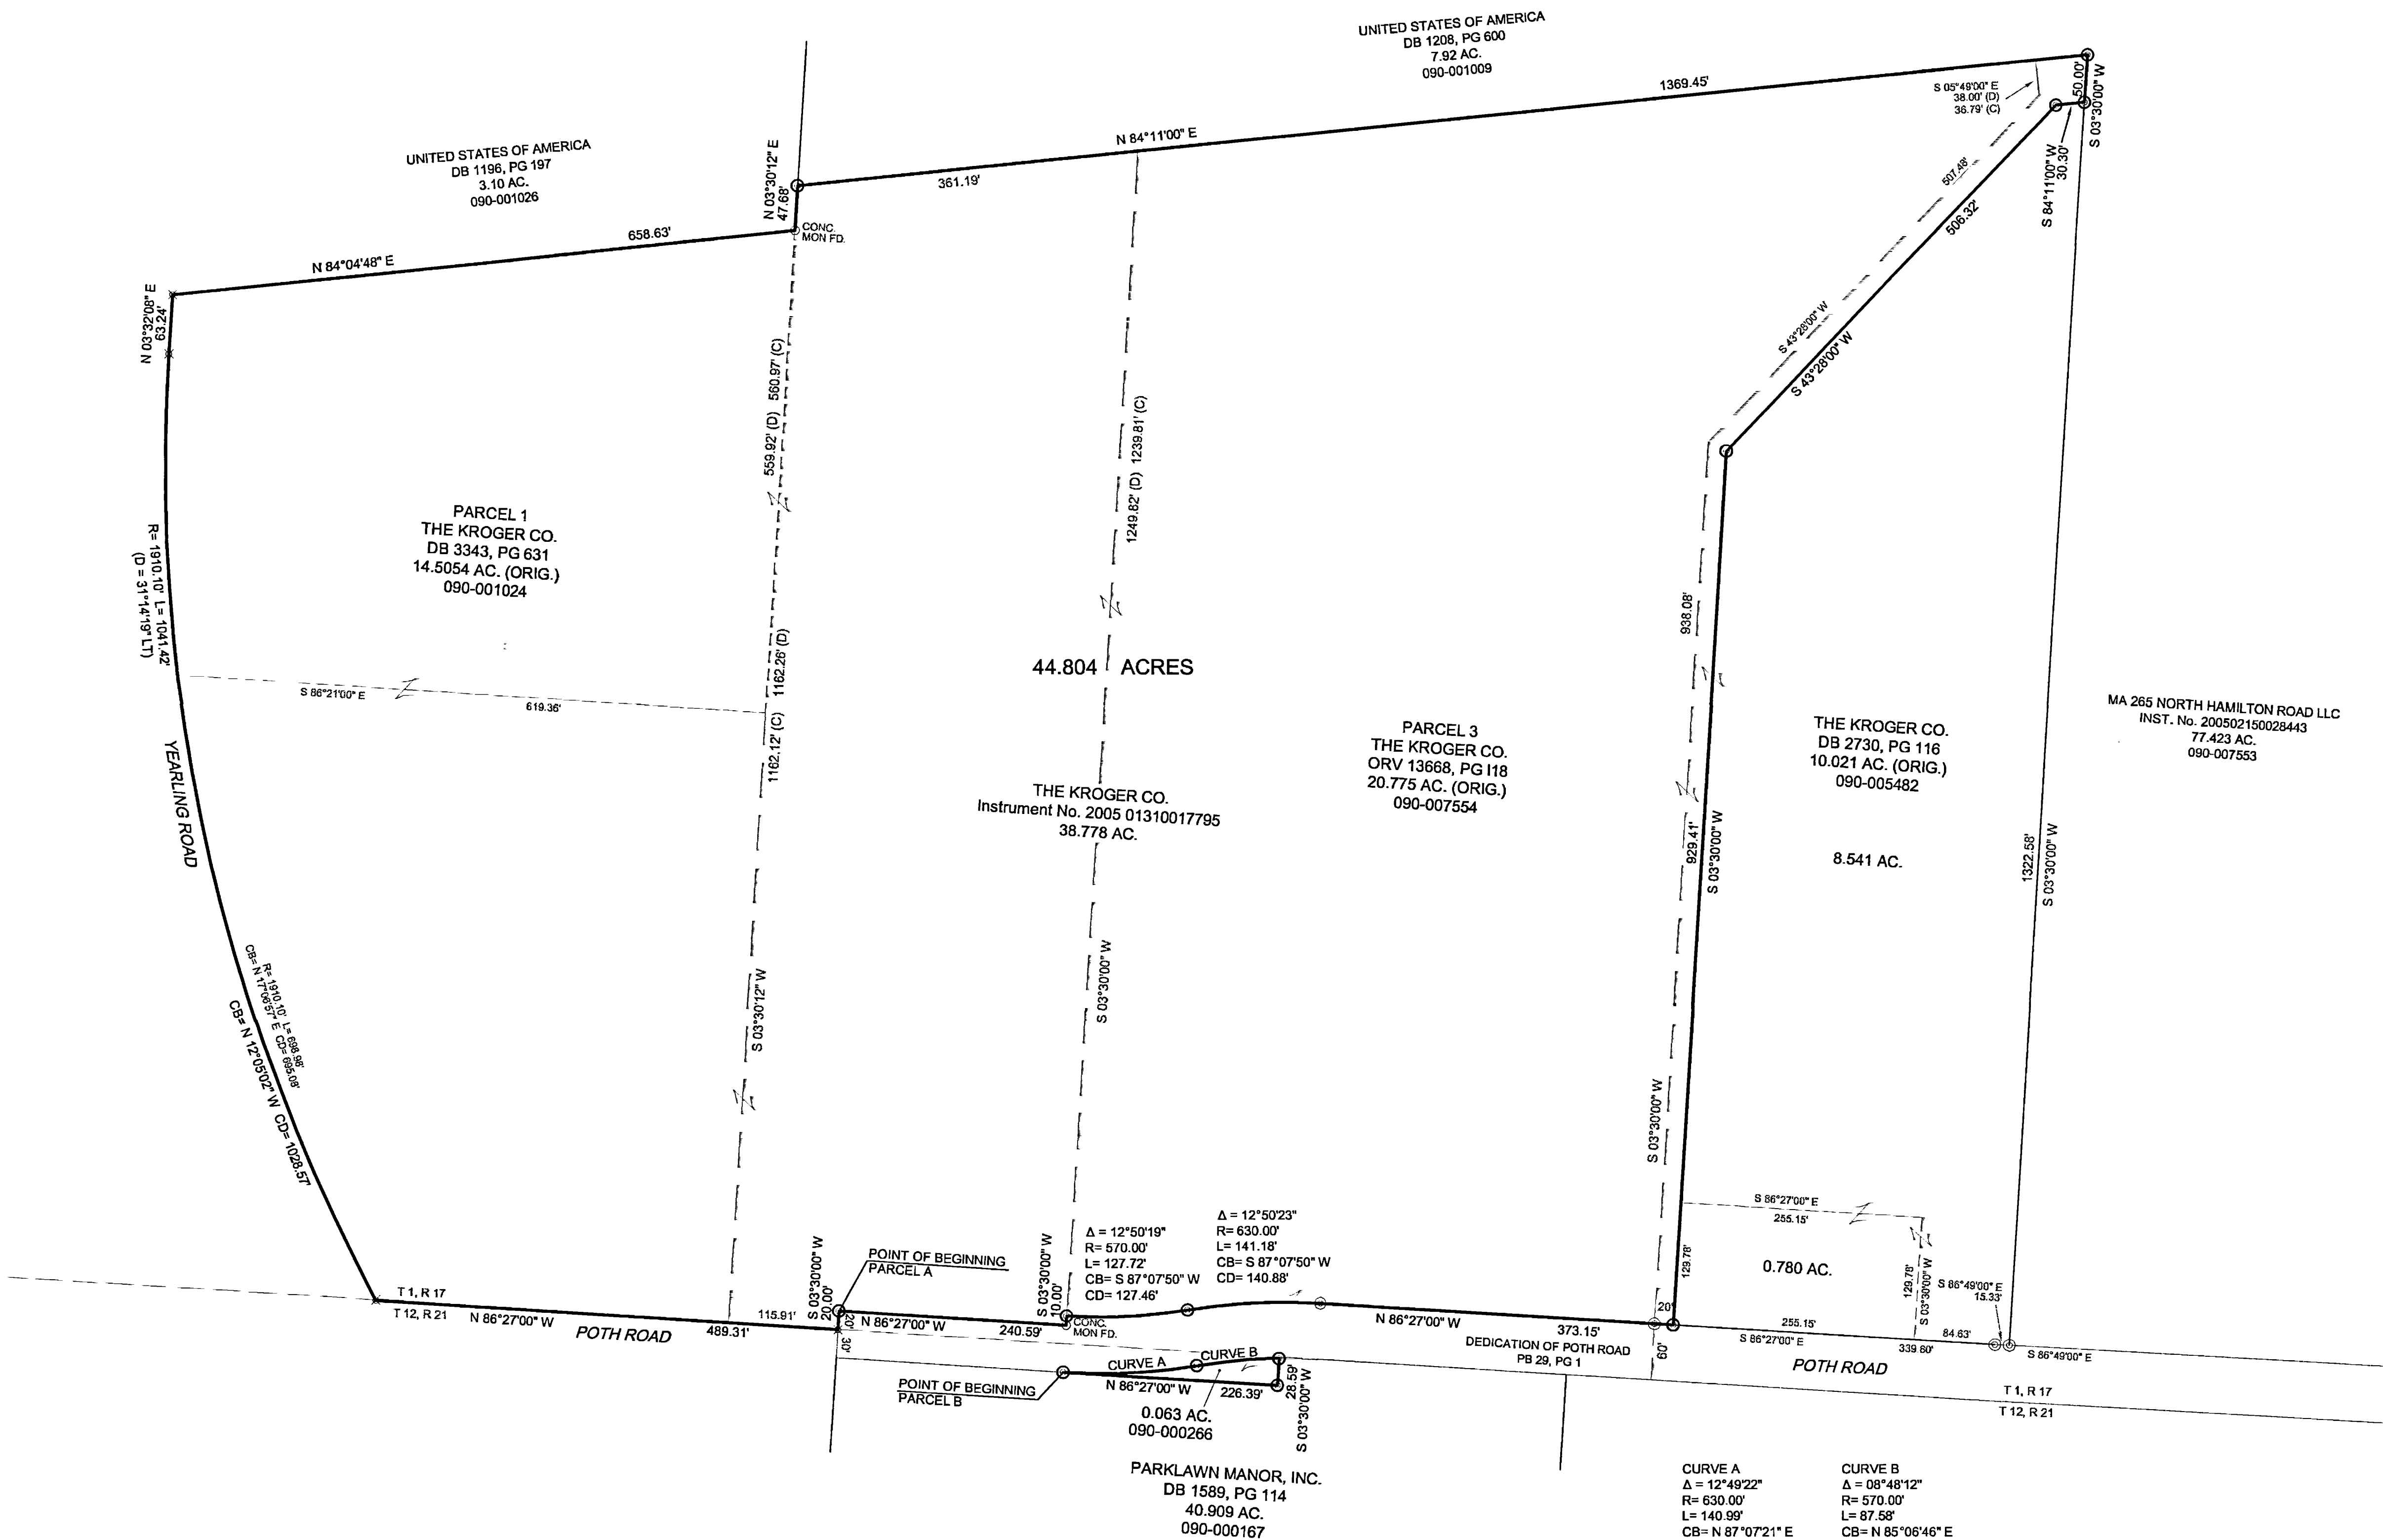 UNITED STATES OF AMERICA
DB 1208, PG 600
7.92 AC.
090-001009
1369.45'
50.00'
S 03°30'00" W
S 05°49'00" E
38.00' (D)
36.79' (C)
S 84°11'00" W
30.30'
UNITED STATES OF AMERICA
DB 1196, PG 197
3.10 AC.
090-001026
N 03°30'12" E
47.68'
N 84°11'00" E
361.19'
CONC.
MON FD.
658.63'
N 84°04'48" E
N 03°32'08" E
63.24'
507.48'
506.32'
S 43°28'00" W
S 43°28'00" W
559.92' (D) 560.97' (C)
1249.82' (D) 1239.81' (C)
PARCEL 1
THE KROGER CO.
DB 3343, PG 631
14.5054 AC. (ORIG.)
090-001024
R= 1910.10' L= 1041.42'
(D = 31°14'19" LT)
938.08'
1162.12' (C) 1162.26' (D)
44.804 ACRES
S 86°21'00" E
619.36'
YEARLING ROAD
PARCEL 3
THE KROGER CO.
ORV 13668, PG I18
20.775 AC. (ORIG.)
090-007554
THE KROGER CO.
DB 2730, PG 116
10.021 AC. (ORIG.)
090-005482
MA 265 NORTH HAMILTON ROAD LLC
INST. No. 200502150028443
77.423 AC.
090-007553
THE KROGER CO.
Instrument No. 2005 01310017795
38.778 AC.
929.41'
S 03°30'00" W
8.541 AC.
1322.58'
S 03°30'00" W
R= 1910.10' L= 698.98'
CB= N 17°06'57" E CD= 695.08'
CB= N 12°05'02" W CD= 1028.57'
S 03°30'12" W
S 03°30'00" W
S 03°30'00" W
S 86°27'00" E
255.15'
129.78'
0.780 AC.
129.78'
S 03°30'00" W
S 86°49'00" E
15.33'
Δ = 12°50'19"
R= 570.00'
L= 127.72'
CB= S 87°07'50" W
CD= 127.46'
Δ = 12°50'23"
R= 630.00'
L= 141.18'
CB= S 87°07'50" W
CD= 140.88'
S 03°30'00" W
20.00'
POINT OF BEGINNING
PARCEL A
S 03°30'00" W
10.00'
CONC.
MON FD.
T 1, R 17
T 12, R 21
N 86°27'00" W
POTH ROAD
489.31'
115.91'
20'
30'
N 86°27'00" W
240.59'
N 86°27'00" W
373.15'
20'
60'
DEDICATION OF POTH ROAD
PB 29, PG 1
255.15'
S 86°27'00" E
339.80'
84.63'
S 86°49'00" E
POTH ROAD
T 1, R 17
T 12, R 21
CURVE A
CURVE B
POINT OF BEGINNING
PARCEL B
N 86°27'00" W
226.39'
28.59'
S 03°30'00" W
0.063 AC.
090-000266
PARKLAWN MANOR, INC.
DB 1589, PG 114
40.909 AC.
090-000167
CURVE A
Δ = 12°49'22"
R= 630.00'
L= 140.99'
CB= N 87°07'21" E
CURVE B
Δ = 08°48'12"
R= 570.00'
L= 87.58'
CB= N 85°06'46" E